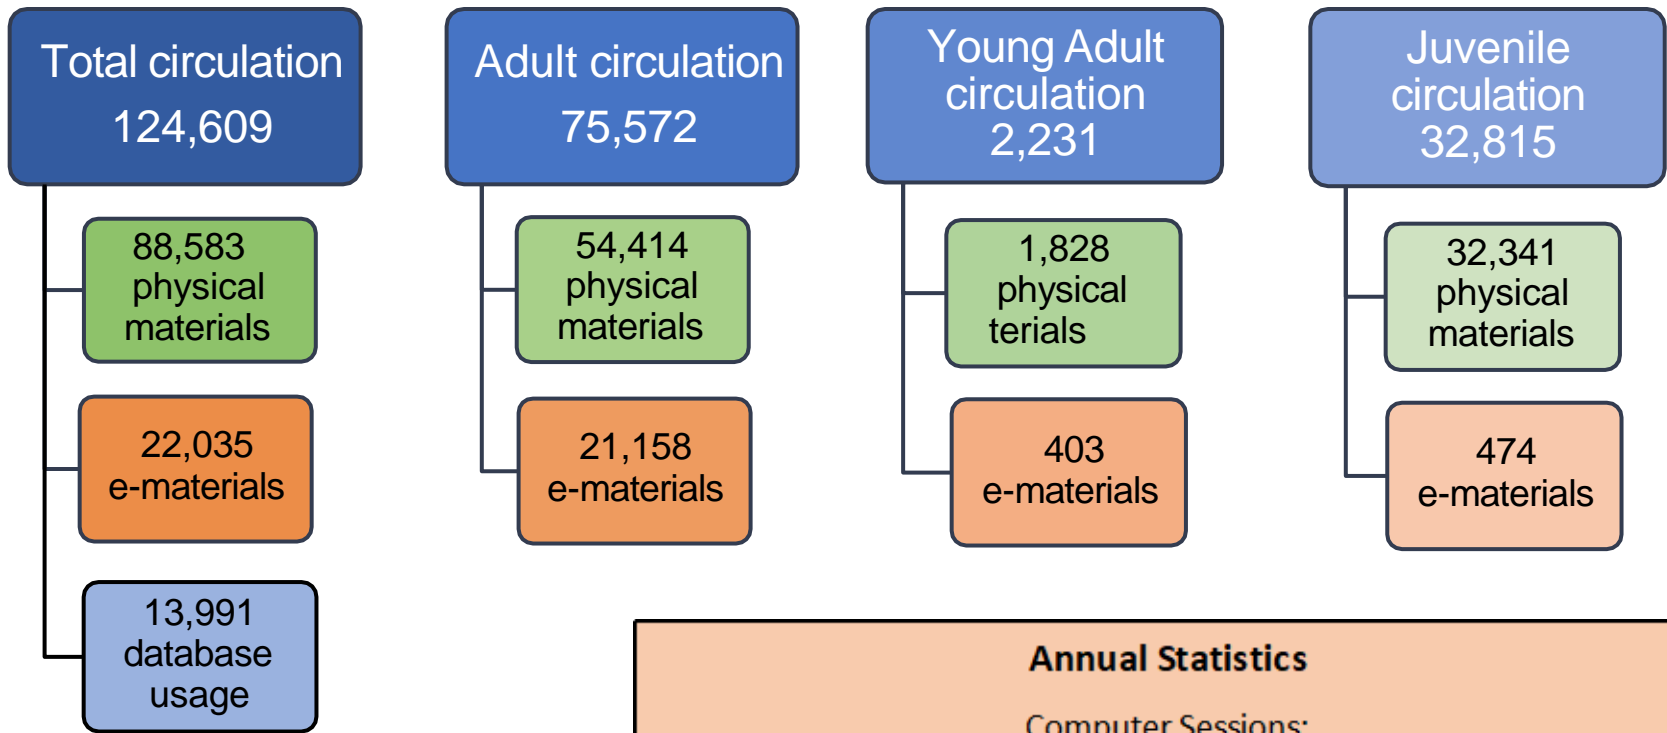 Total circulation
124,609
88,583
physical
materials
22,035
e-materials
13,991
database
usage
Adult circulation
75,572
54,414
physical
materials
21,158
e-materials
Young Adult
circulation
2,231
1,828
physical
terials
403
e-materials
Juvenile
circulation
32,815
32,341
physical
materials
474
e-materials
Annual Statistics
Computer Sessions: